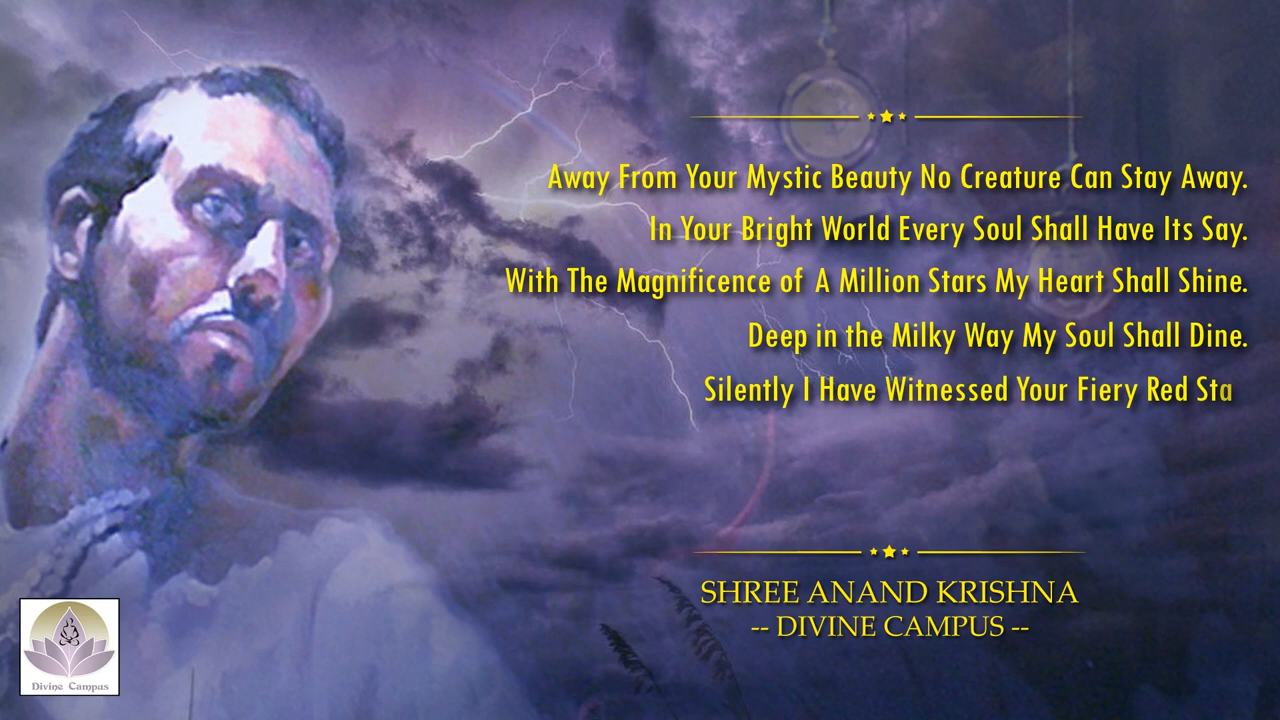 Away From Your Mystic Beauty No Creature Can Stay Away.
In Your Bright World Every Soul Shall Have Its Say.
With The Magnificence of A Million Stars My Heart Shall Shine.
Deep in the Milky Way My Soul Shall Dine.
Silently I Have Witnessed Your Fiery Red Sta
SHREE ANAND KRISHNA
-- DIVINE CAMPUS --
Divine Campus